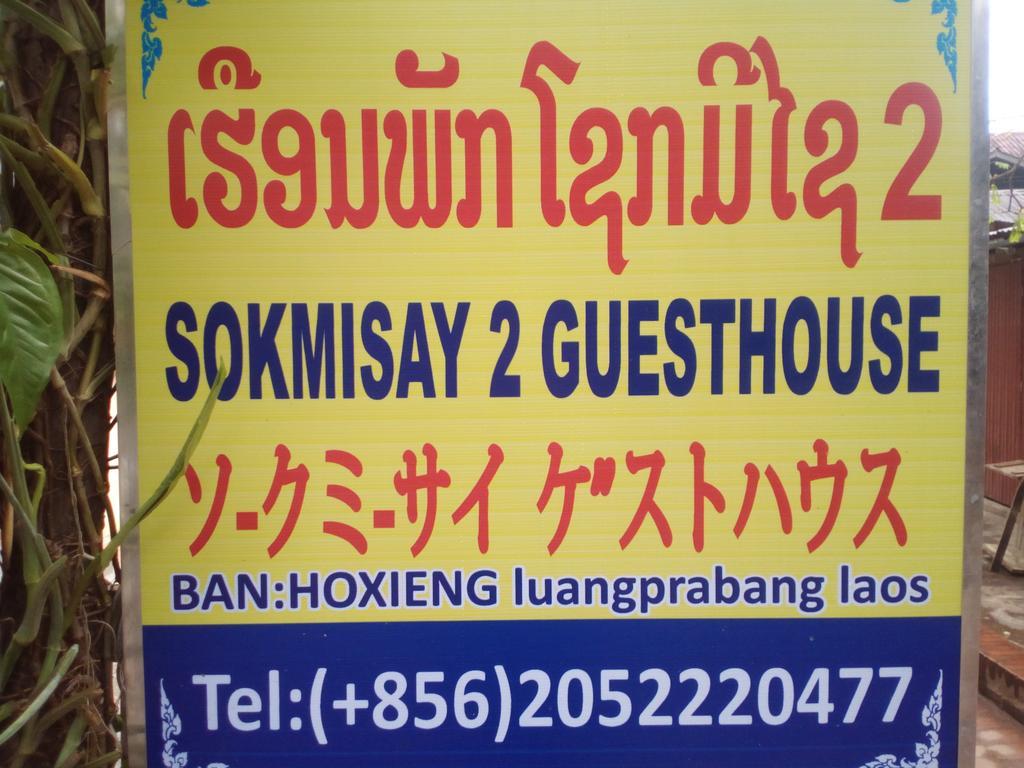 ເຮືອນພັກ ໂຊກມີໄຊ 2
SOKMISAY 2 GUESTHOUSE
ソ-クミ-サイ ゲストハウス
BAN:HOXIENG luangprabang laos
Tel:(+856)2052220477